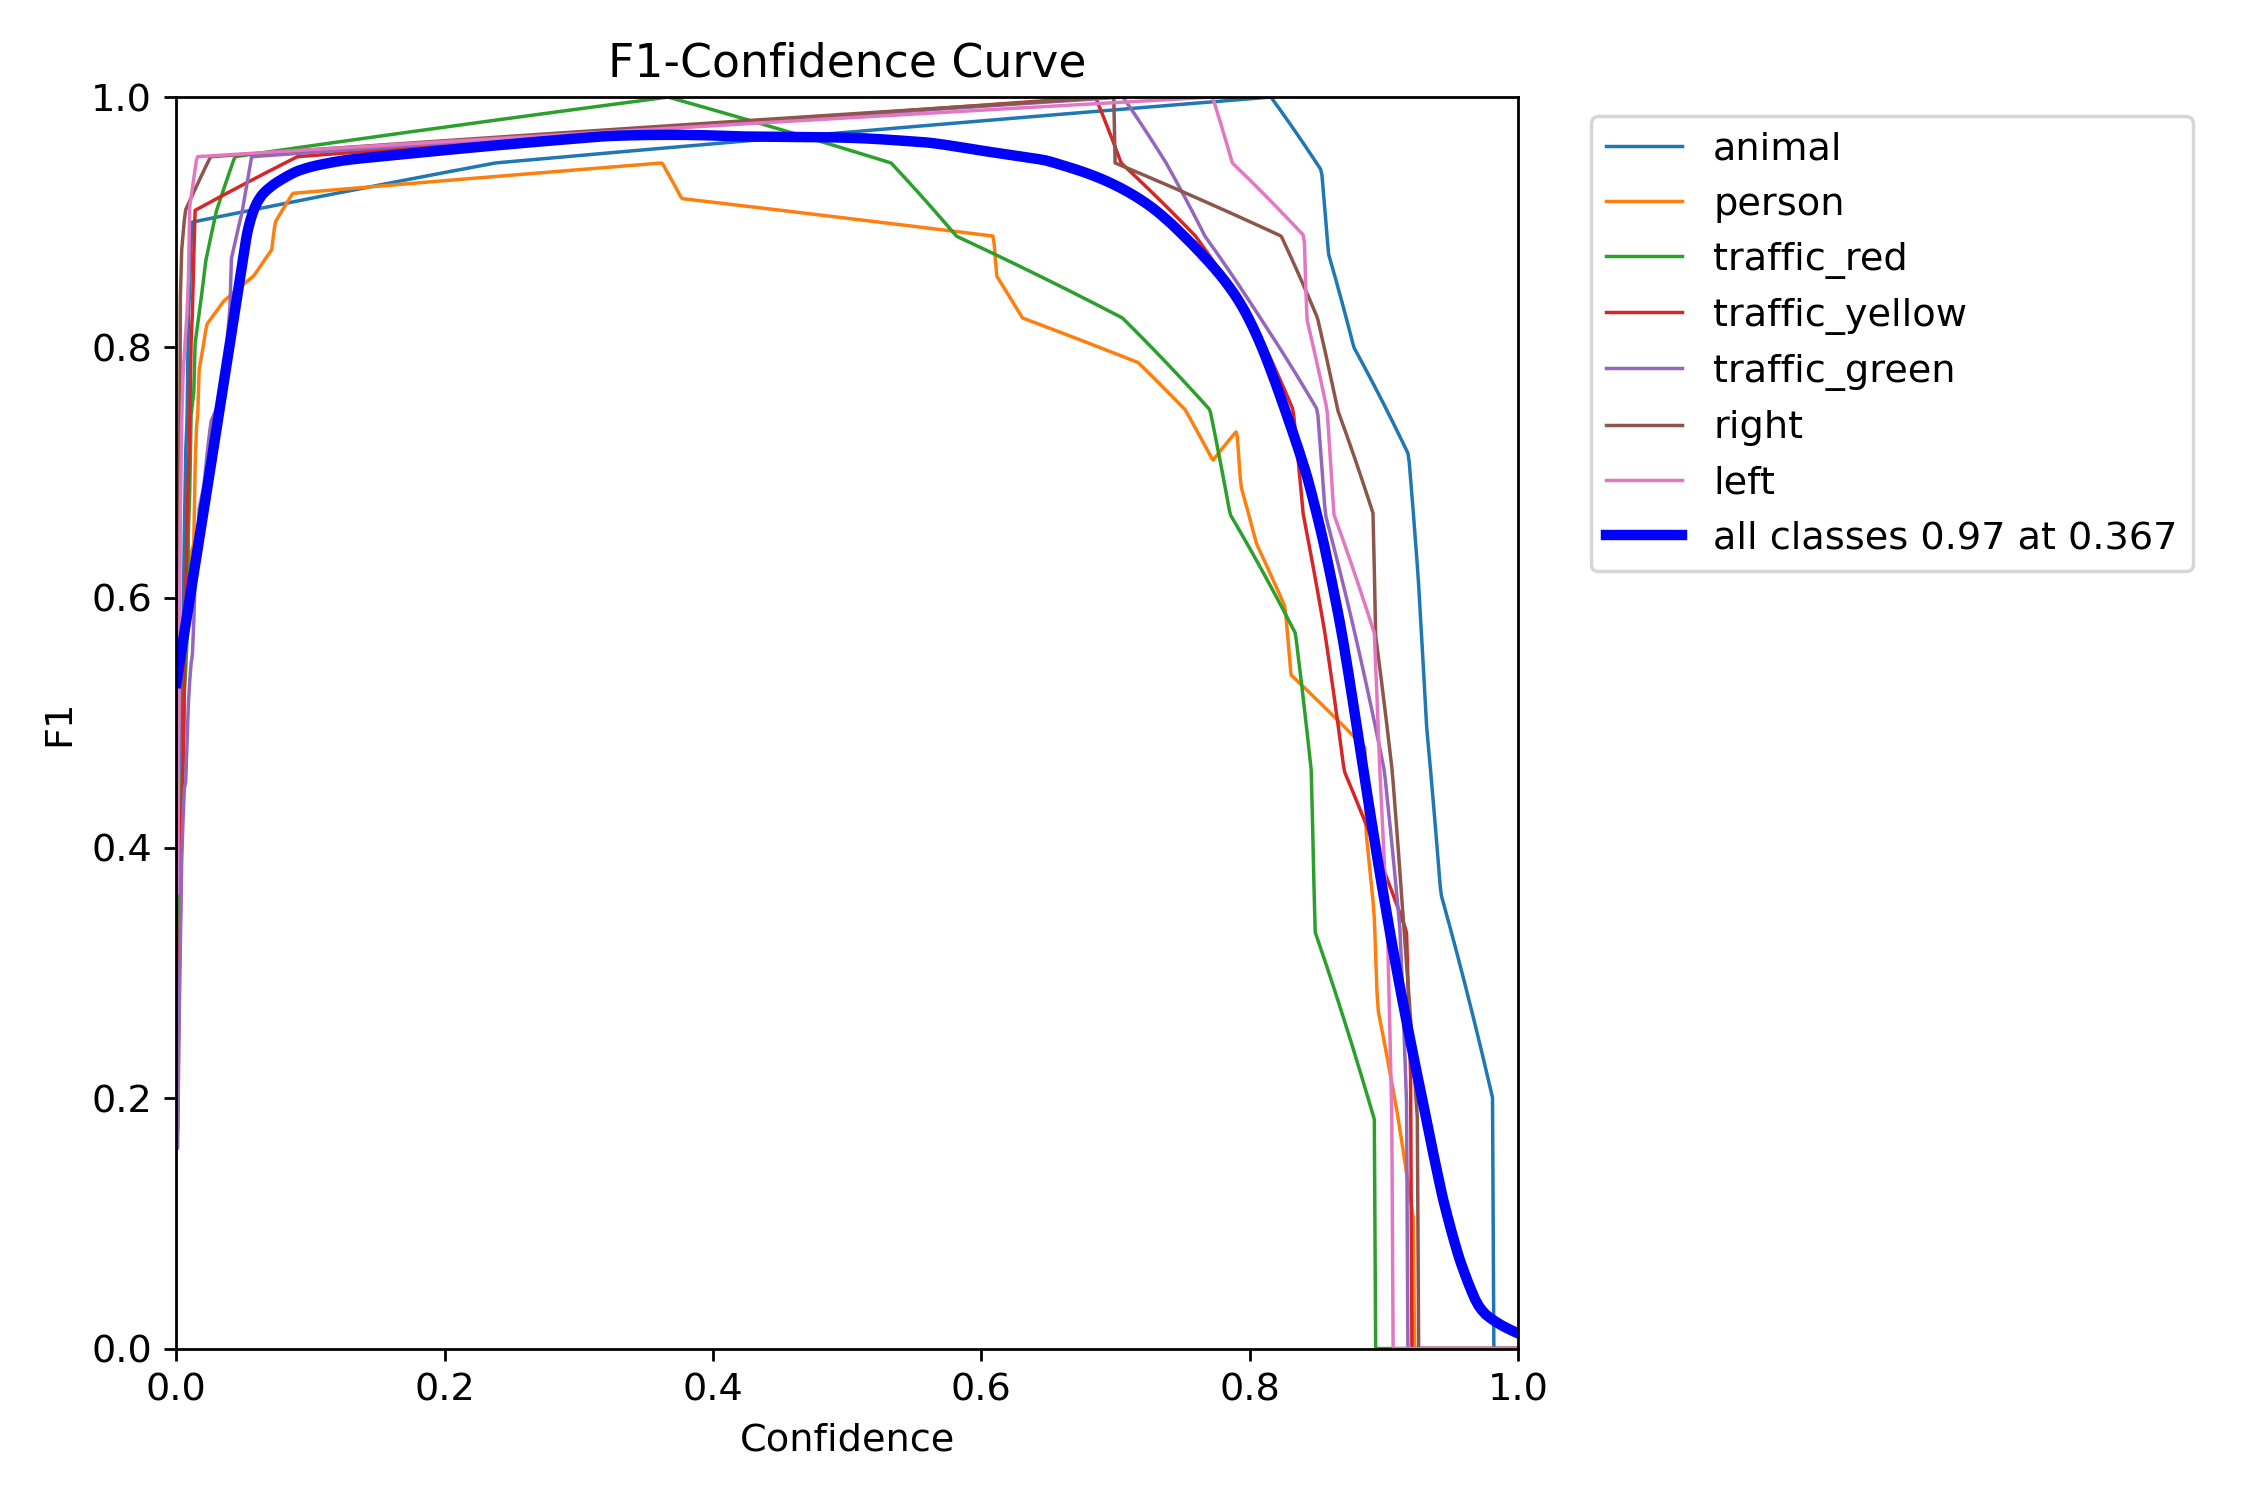 F1-Confidence Curve
1.0
0.8
0.6
0.4
0.2
0.0
F1
0.0 0.2 0.4 0.6 0.8 1.0
Confidence
animal
person
traffic_red
traffic_yellow
traffic_green
right
left
all classes 0.97 at 0.367